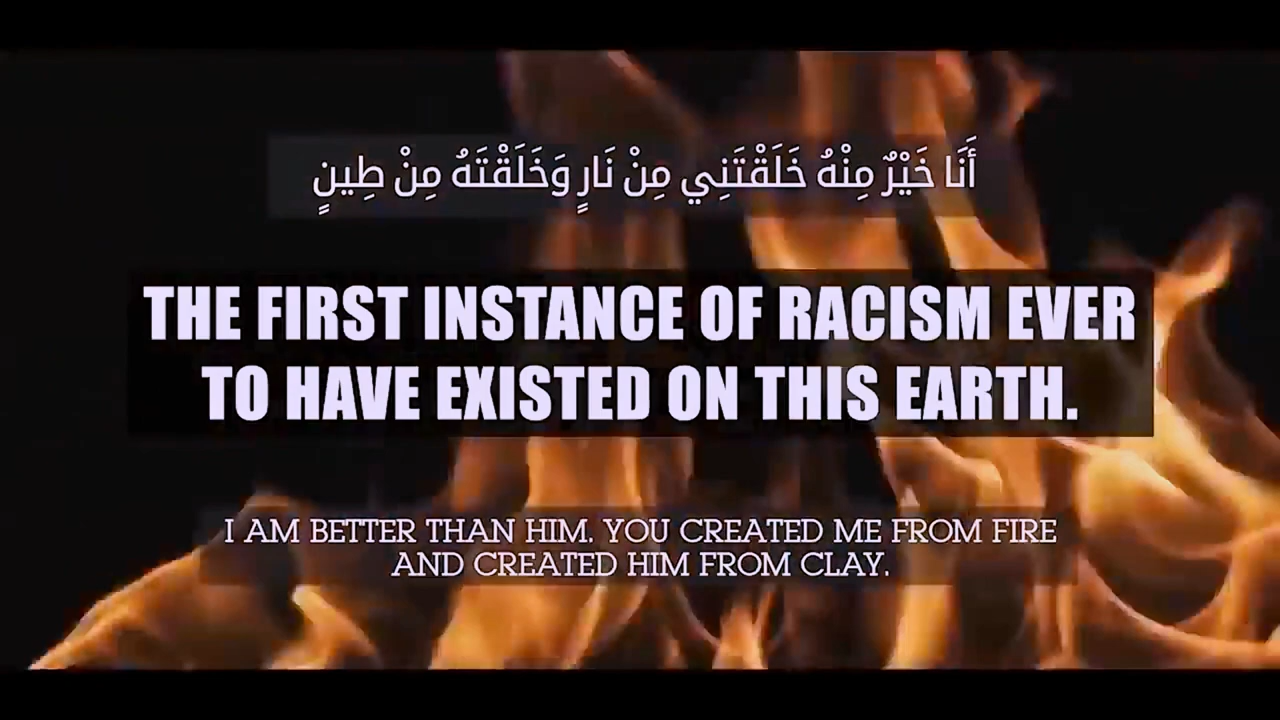 أَنَا خَيْرٌ مِنْهُ خَلَقْتَنِي مِنْ نَارٍ وَخَلَقْتَهُ مِنْ طِينٍ
THE FIRST INSTANCE OF RACISM EVER
TO HAVE EXISTED ON THIS EARTH.
I AM BETTER THAN HIM. YOU CREATED ME FROM FIRE
AND CREATED HIM FROM CLAY.